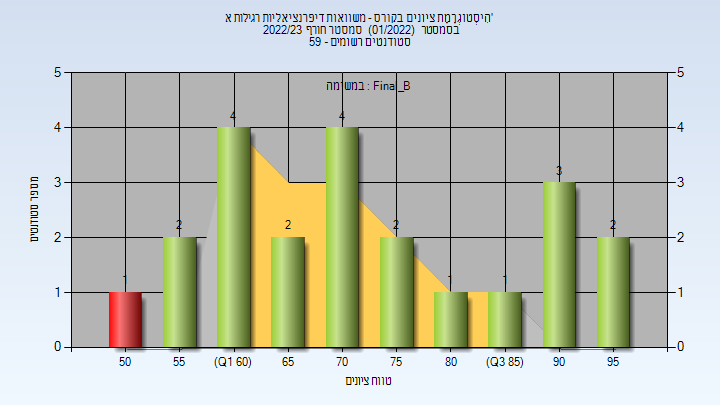 הִיסְטוֹגְרָמַת ציונים בקורס - משוואות דיפרנציאליות רגילות א'
בסמסטר (01/2022) סמסטר חורף 2022/23
סטודנטים רשומים - 59
במשימה : Final_B
מספר סטודנטים
5 5
4 4
3 3
2 2
1 1
0 0
1 2 4 2 4 2 1 1 3 2
50 55 (Q1 60) 65 70 75 80 (Q3 85) 90 95
טווח ציונים